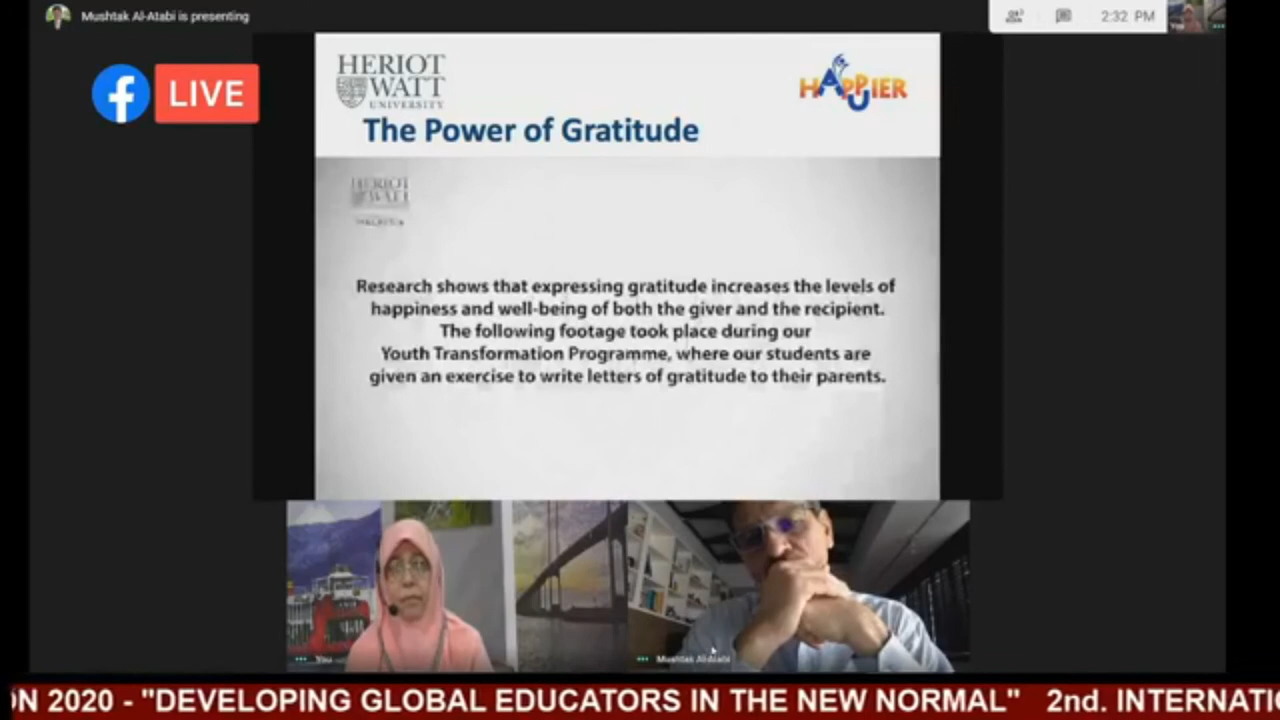 Mushtak Al-Atabi is presenting
2:32 PM
LIVE
HERIOT
WATT
UNIVERSITY
HAPPIER
The Power of Gratitude
HERIOT
WATT
Research shows that expressing gratitude increases the levels of
happiness and well-being of both the giver and the recipient.
The following footage took place during our
Youth Transformation Programme, where our students are
given an exercise to write letters of gratitude to their parents.
You
Mushtak Al-Atabi
ON 2020 - "DEVELOPING GLOBAL EDUCATORS IN THE NEW NORMAL" 2nd. INTERNATI